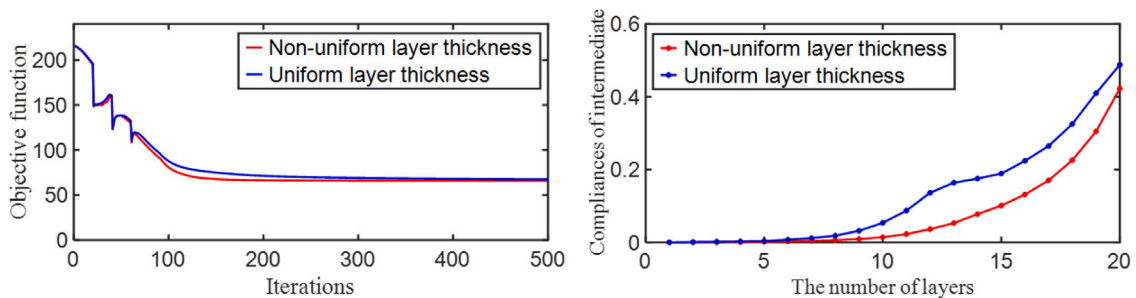 Objective function
200
150
100
50
0
0
100
200
300
400
500
Iterations
Non-uniform layer thickness
Uniform layer thickness
Compliances of intermediate
0.6
0.4
0.2
0
0
5
10
15
20
The number of layers
Non-uniform layer thickness
Uniform layer thickness